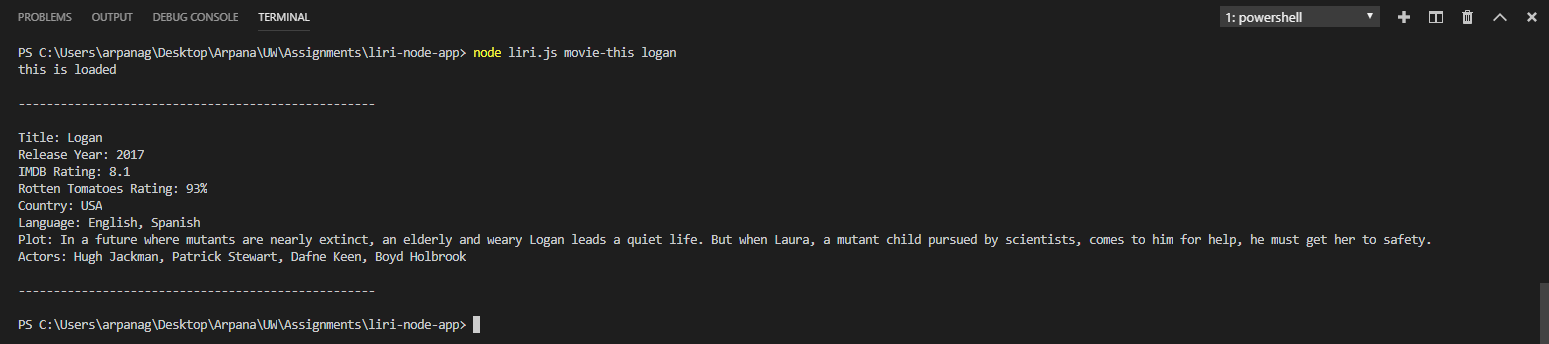 PROBLEMS OUTPUT DEBUG CONSOLE TERMINAL 1: powershell
PS C:\Users\arpanag\Desktop\Arpana\UW\Assignments\liri-node-app> node liri.js movie-this logan
this is loaded
---------------------------------------------------
Title: Logan
Release Year: 2017
IMDB Rating: 8.1
Rotten Tomatoes Rating: 93%
Country: USA
Language: English, Spanish
Plot: In a future where mutants are nearly extinct, an elderly and weary Logan leads a quiet life. But when Laura, a mutant child pursued by scientists, comes to him for help, he must get her to safety.
Actors: Hugh Jackman, Patrick Stewart, Dafne Keen, Boyd Holbrook
---------------------------------------------------
PS C:\Users\arpanag\Desktop\Arpana\UW\Assignments\liri-node-app>